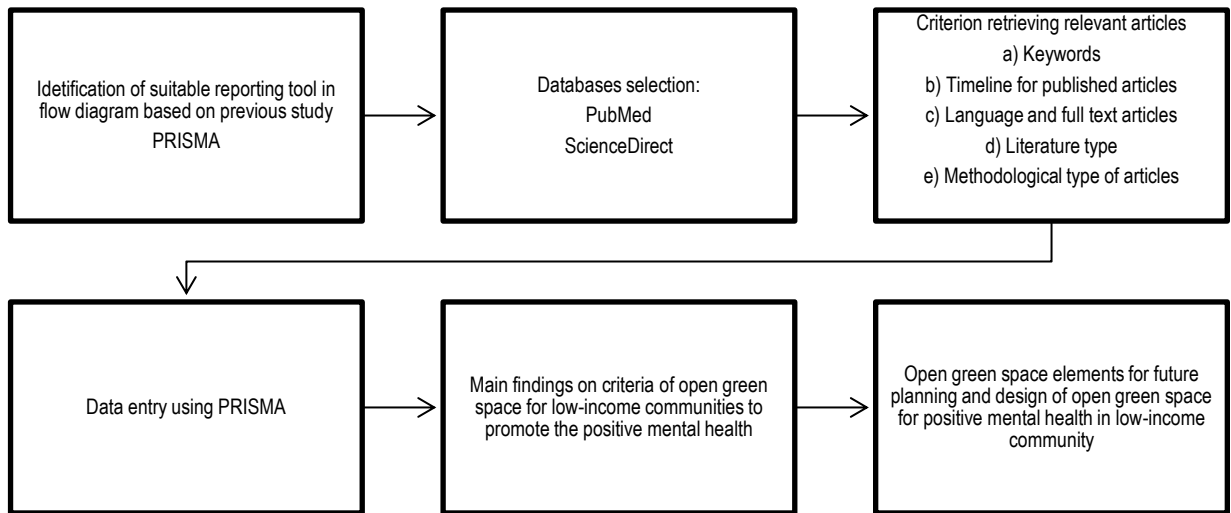 Idetification of suitable reporting tool in
flow diagram based on previous study
PRISMA
Databases selection:
PubMed
ScienceDirect
Criterion retrieving relevant articles
a) Keywords
b) Timeline for published articles
c) Language and full text articles
d) Literature type
e) Methodological type of articles
Data entry using PRISMA
Main findings on criteria of open green
space for low-income communities to
promote the positive mental health
Open green space elements for future
planning and design of open green space
for positive mental health in low-income
community